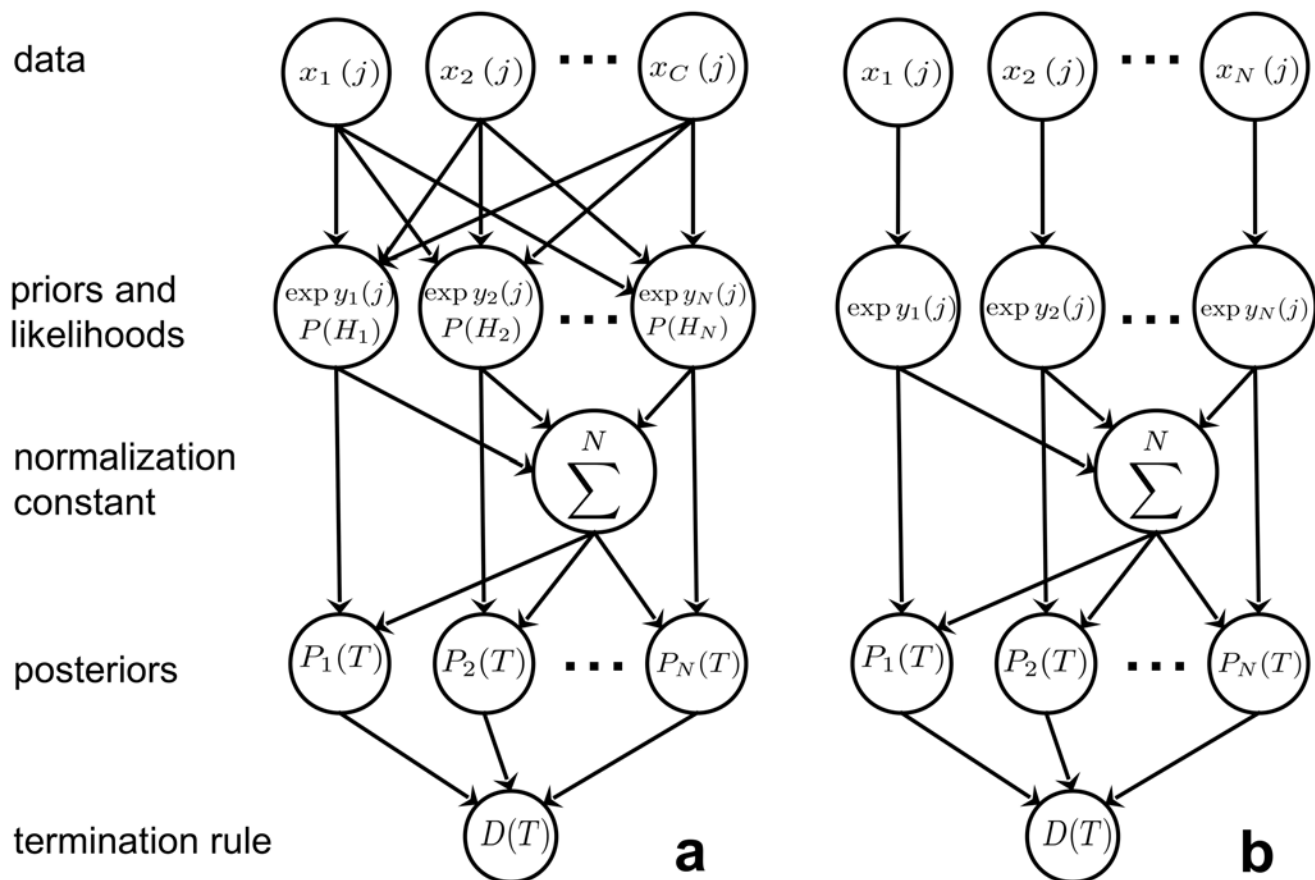 data
x₁ (j)
x₂ (j)
...
x_C (j)
x₁ (j)
x₂ (j)
...
x_N (j)
priors and
likelihoods
exp y₁(j)
P(H₁)
exp y₂(j)
P(H₂)
...
exp y_N(j)
P(H_N)
exp y₁(j)
exp y₂(j)
...
exp y_N(j)
normalization
constant
N
∑
N
∑
posteriors
P₁(T)
P₂(T)
...
P_N(T)
P₁(T)
P₂(T)
...
P_N(T)
termination rule
D(T)
a
D(T)
b